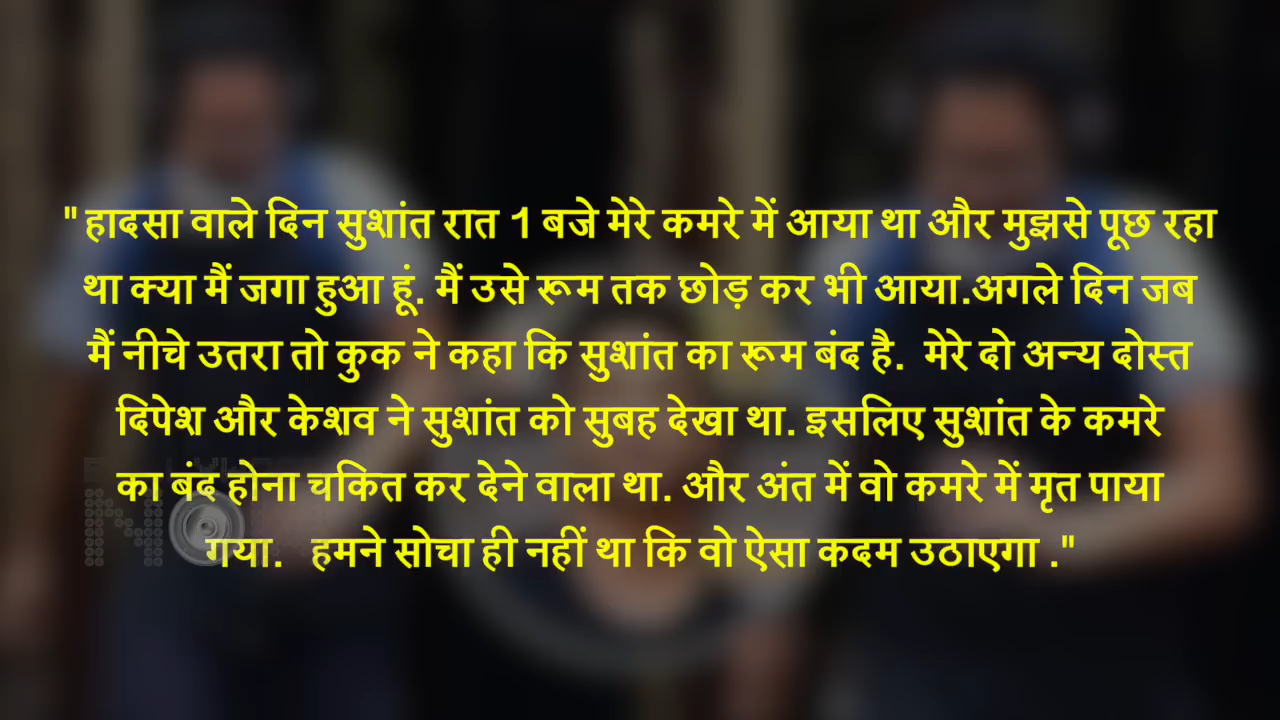 " हादसा वाले दिन सुशांत रात 1 बजे मेरे कमरे में आया था और मुझसे पूछ रहा
था क्या मैं जगा हुआ हूं. मैं उसे रूम तक छोड़ कर भी आया.अगले दिन जब
मैं नीचे उतरा तो कुक ने कहा कि सुशांत का रूम बंद है. मेरे दो अन्य दोस्त
दिपेश और केशव ने सुशांत को सुबह देखा था. इसलिए सुशांत के कमरे
का बंद होना चकित कर देने वाला था. और अंत में वो कमरे में मृत पाया
गया. हमने सोचा ही नहीं था कि वो ऐसा कदम उठाएगा ."